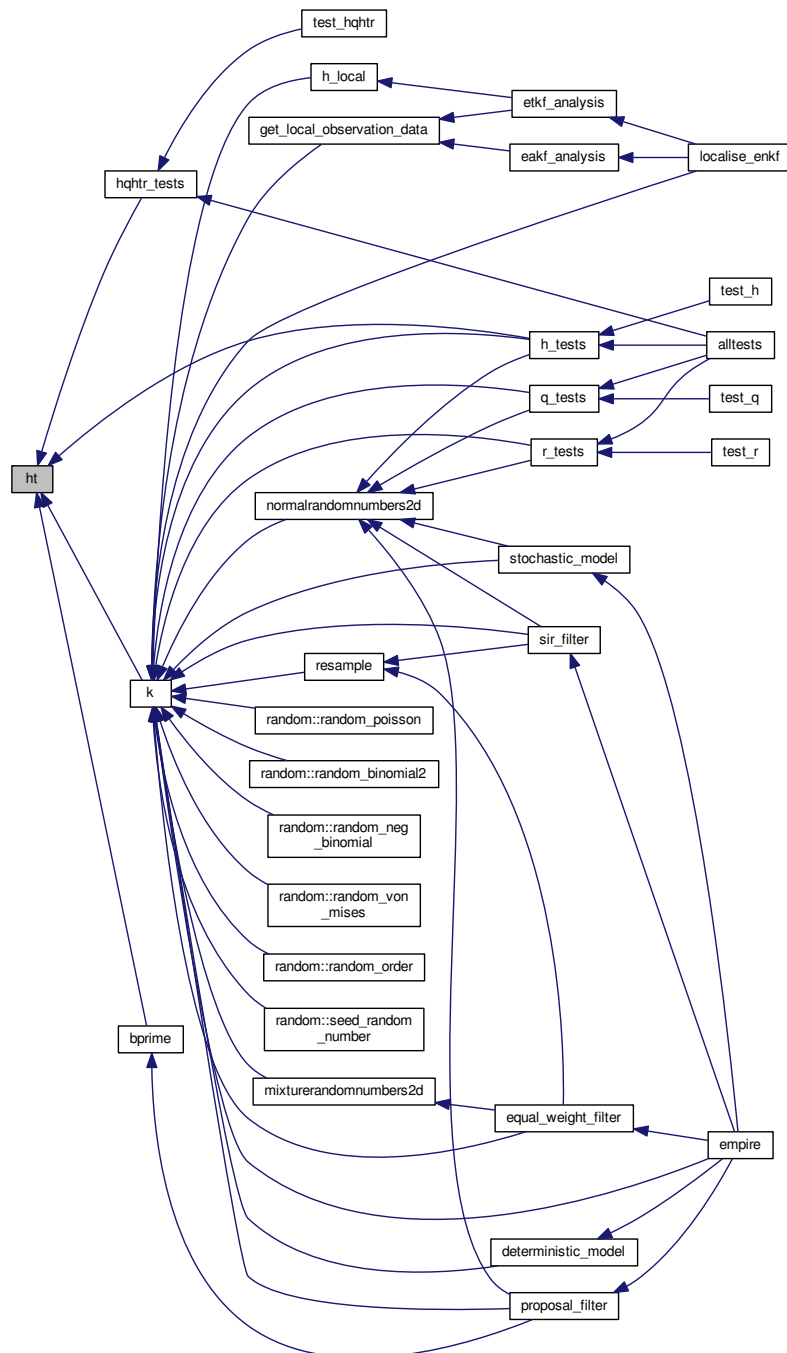 test_hqhtr
h_local
etkf_analysis
get_local_observation_data
eakf_analysis
localise_enkf
hqhtr_tests
test_h
h_tests
alltests
q_tests
test_q
r_tests
test_r
ht
normalrandomnumbers2d
stochastic_model
sir_filter
resample
k
random::random_poisson
random::random_binomial2
random::random_neg
_binomial
random::random_von
_mises
random::random_order
random::seed_random
_number
bprime
mixturerandomnumbers2d
equal_weight_filter
empire
deterministic_model
proposal_filter